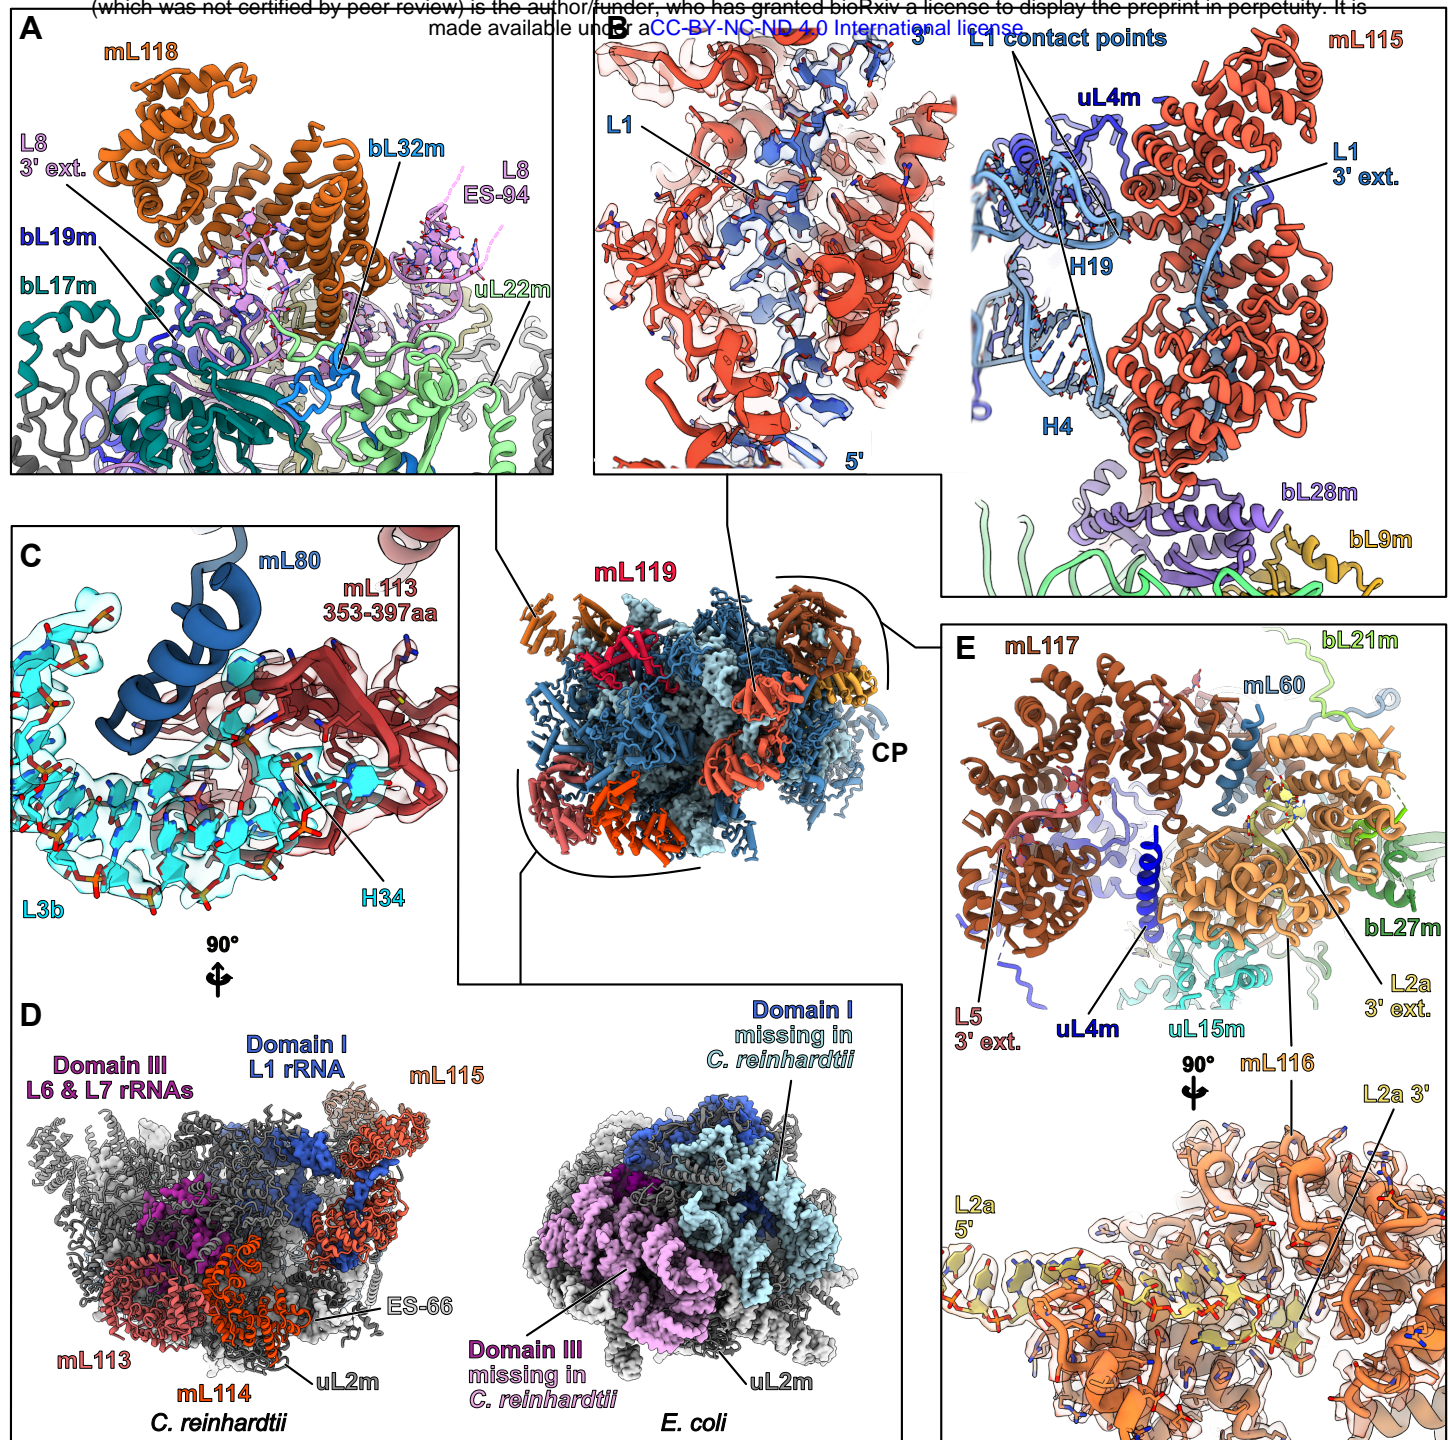 (which was not certified by peer review) is the author/funder, who has granted bioRxiv a license to display the preprint in perpetuity. It is
made available under aCC-BY-NC-ND 4.0 International license.
A
mL118
L8
3' ext.
bL19m
bL17m
bL32m
L8
ES-94
uL22m
B
3'
L1
5'
L1 contact points
mL115
uL4m
L1
3' ext.
H19
H4
bL28m
bL9m
C
mL80
mL113
353-397aa
L3b
H34
90°
mL119
CP
D
Domain III
L6 & L7 rRNAs
Domain I
L1 rRNA
mL115
ES-66
mL113
mL114
uL2m
C. reinhardtii
Domain I
missing in
C. reinhardtii
Domain III
missing in
C. reinhardtii
uL2m
E. coli
E
mL117
bL21m
mL60
bL27m
L5
3' ext.
uL4m
uL15m
L2a
3' ext.
90°
mL116
L2a 3'
L2a
5'